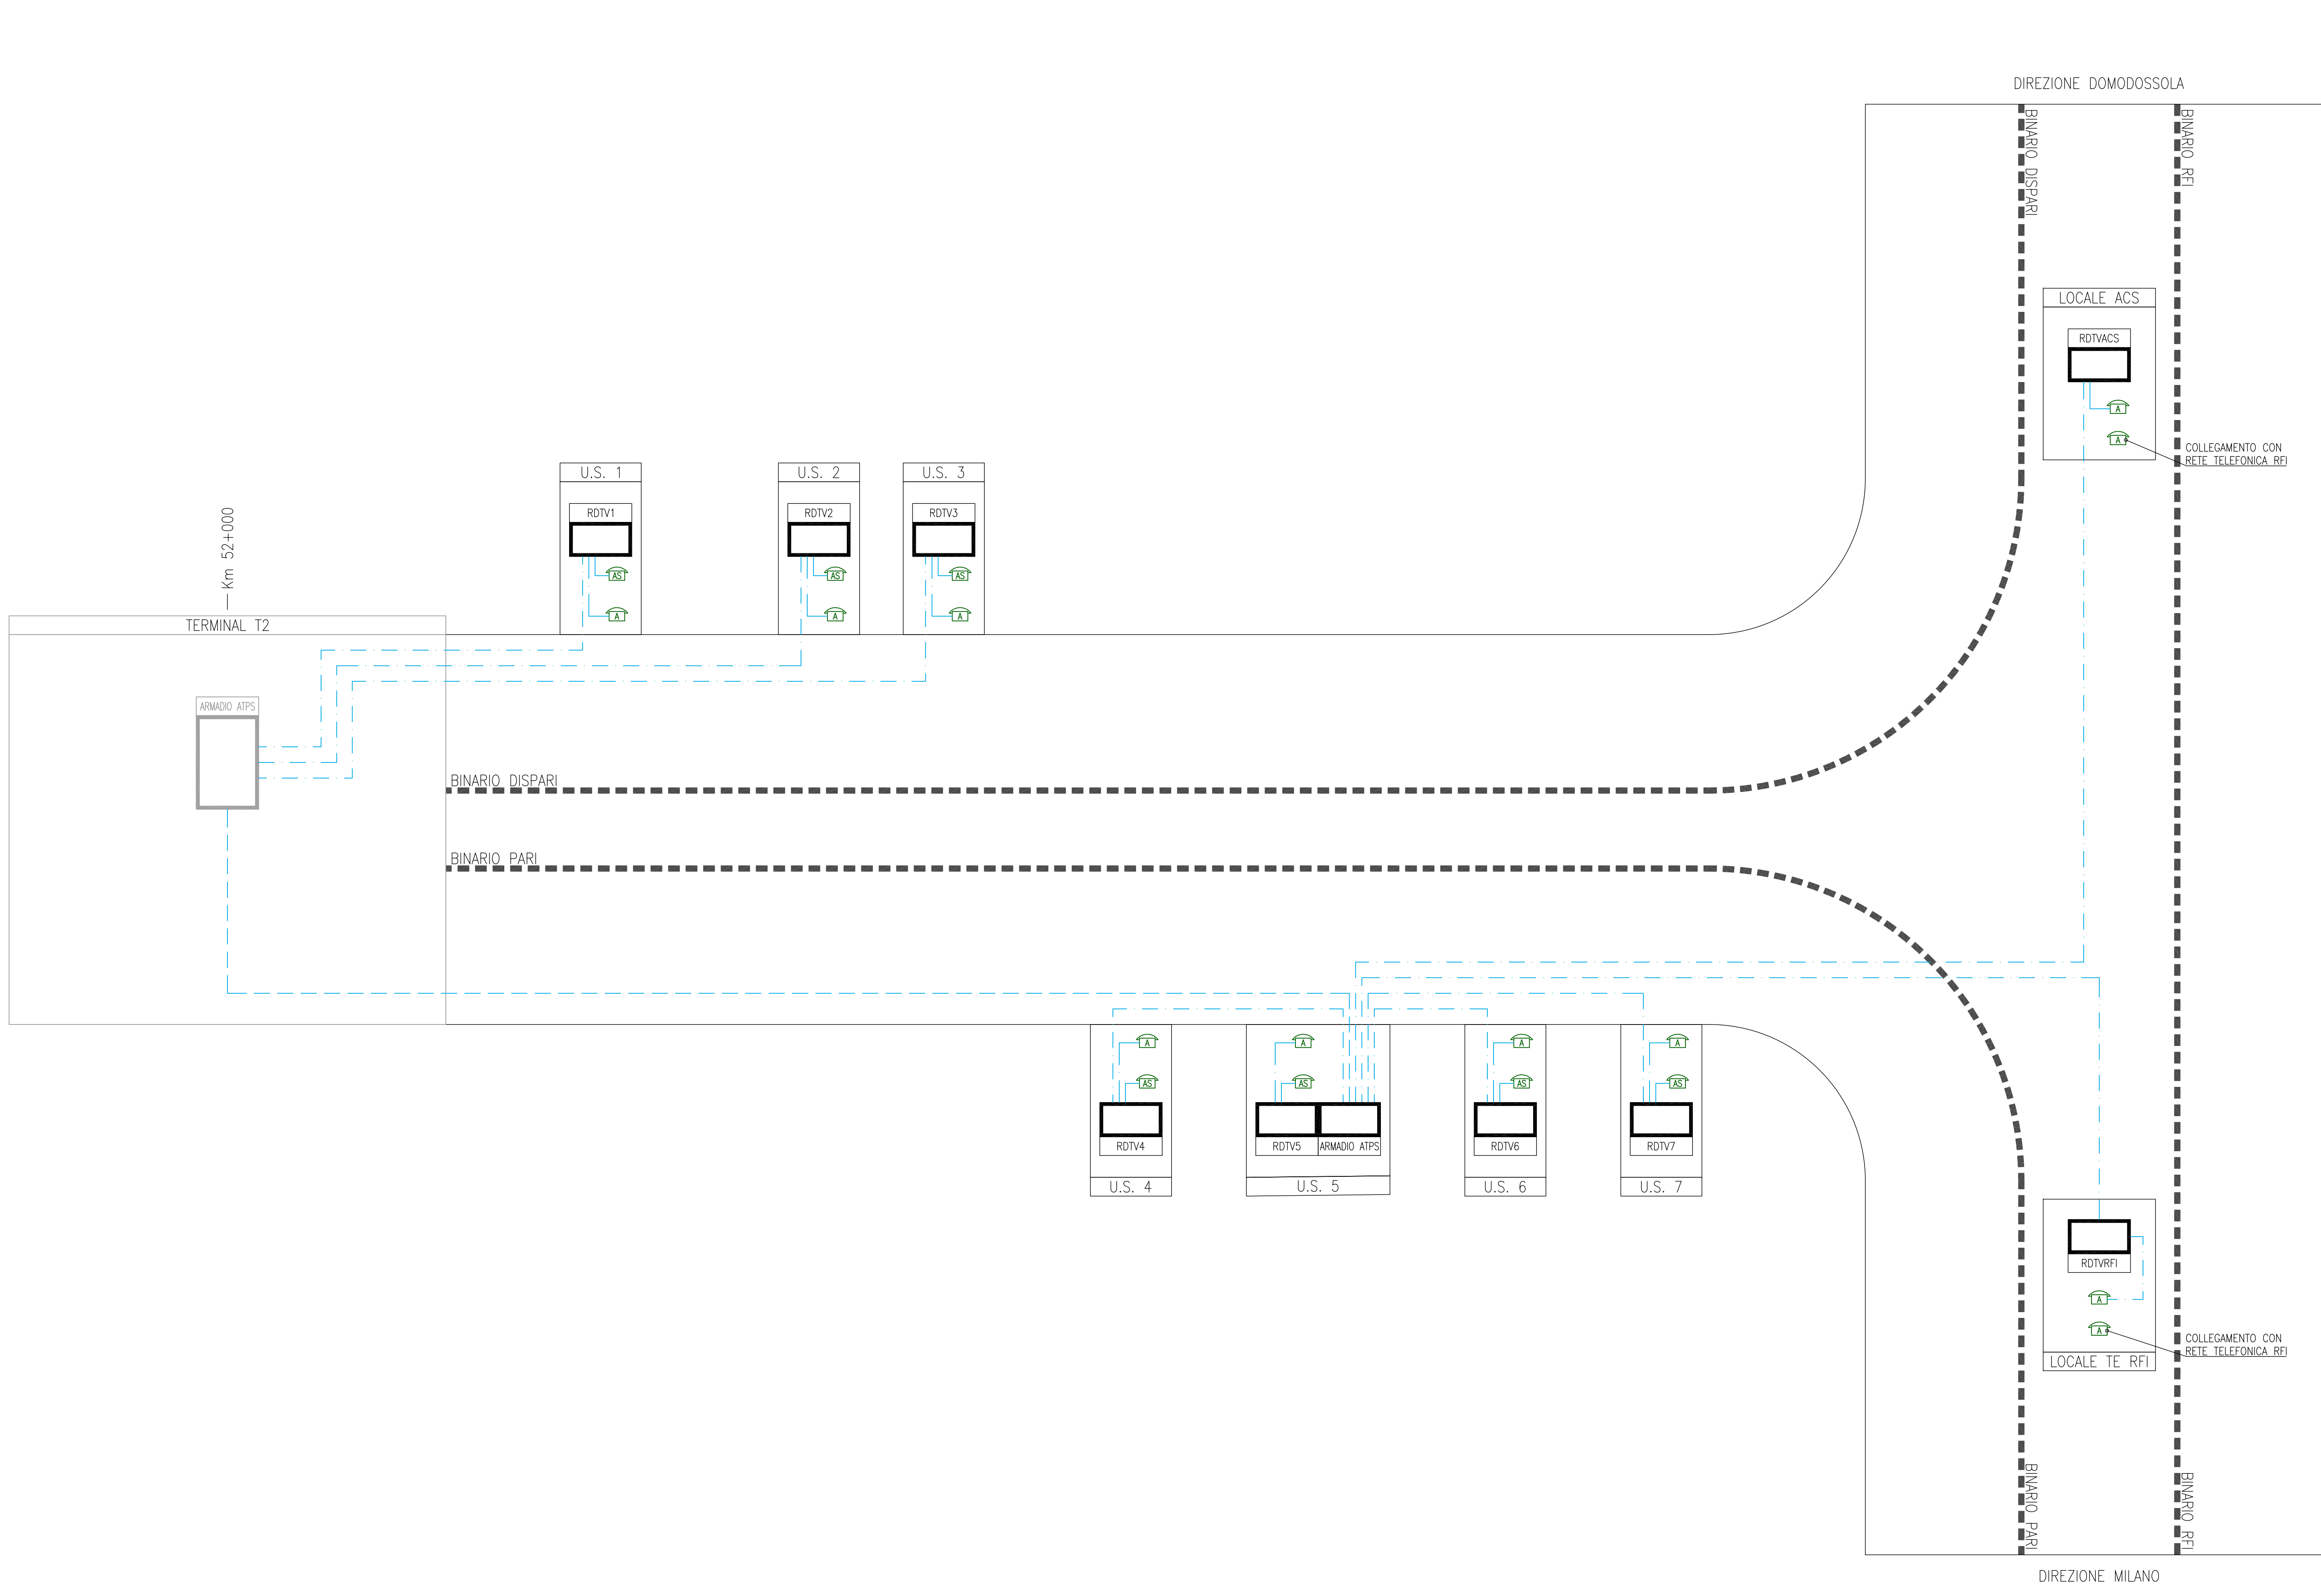 DIREZIONE DOMODOSSOLA
BINARIO DISPARI
BINARIO RFI
LOCALE ACS
RDTVACS
A
A
COLLEGAMENTO CON
RETE TELEFONICA RFI
U.S. 1
U.S. 2
U.S. 3
RDTV1
RDTV2
RDTV3
AS
AS
AS
A
A
A
Km 52+000
TERMINAL T2
ARMADIO ATPS
BINARIO DISPARI
BINARIO PARI
A
A
A
A
AS
AS
AS
AS
RDTV4
RDTV5
ARMADIO ATPS
RDTV6
RDTV7
U.S. 4
U.S. 5
U.S. 6
U.S. 7
RDTVRFI
A
A
COLLEGAMENTO CON
RETE TELEFONICA RFI
LOCALE TE RFI
BINARIO PARI
BINARIO RFI
DIREZIONE MILANO